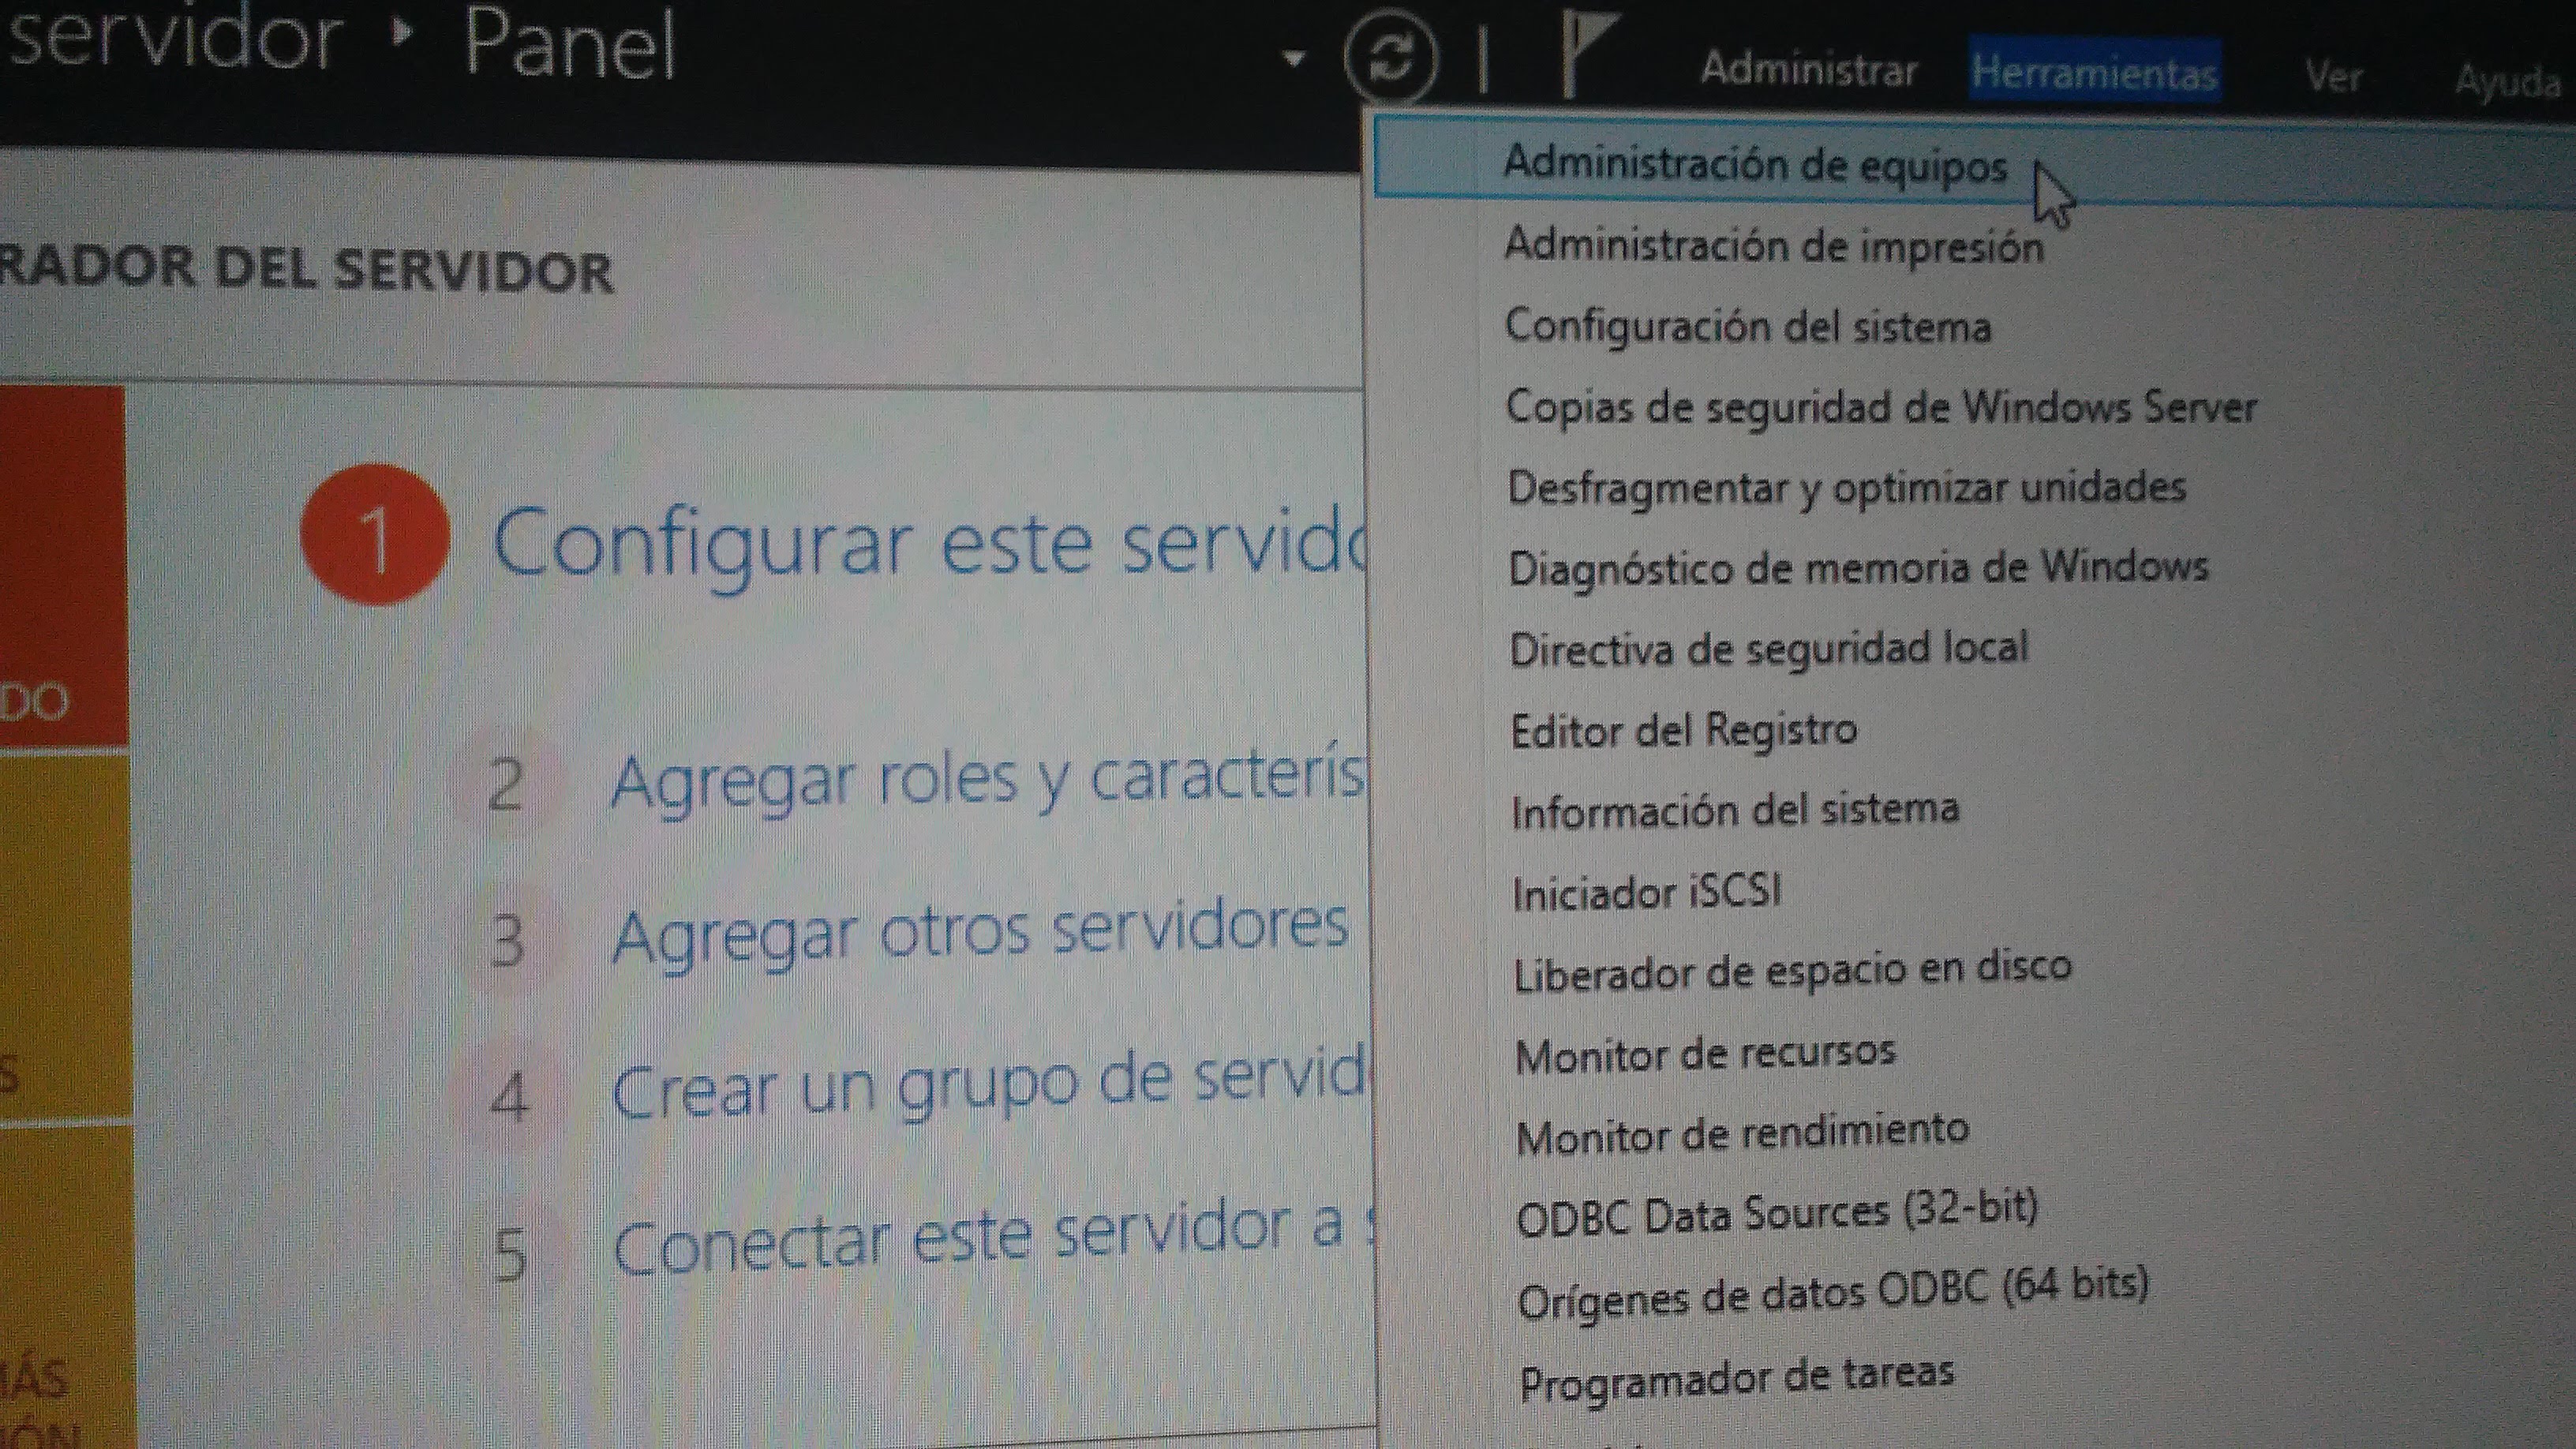 servidor Panel
Administrar Herramientas Ver Ayuda
RADOR DEL SERVIDOR
1 Configurar este servido
2 Agregar roles y caracterís
3 Agregar otros servidores
4 Crear un grupo de servid
5 Conectar este servidor a
DO
S
MÁS
IÓN
Administración de equipos
Administración de impresión
Configuración del sistema
Copias de seguridad de Windows Server
Desfragmentar y optimizar unidades
Diagnóstico de memoria de Windows
Directiva de seguridad local
Editor del Registro
Información del sistema
Iniciador iSCSI
Liberador de espacio en disco
Monitor de recursos
Monitor de rendimiento
ODBC Data Sources (32-bit)
Orígenes de datos ODBC (64 bits)
Programador de tareas